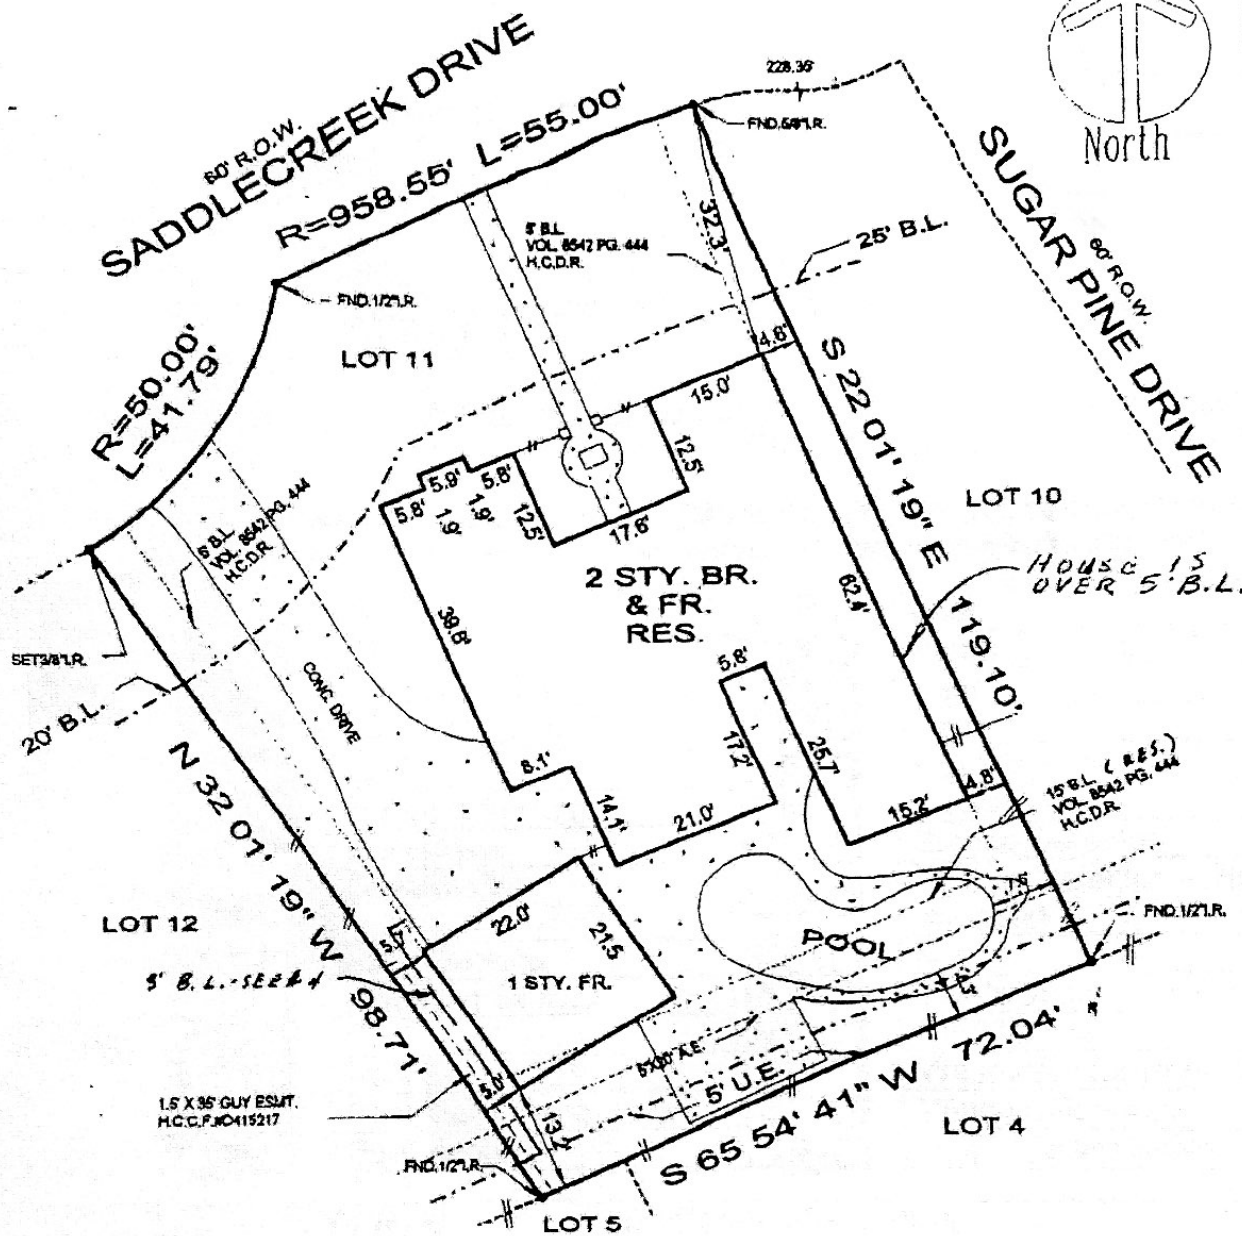 North
SADDLECREEK DRIVE
60' R.O.W.
R=958.55' L=55.00'
228.36'
FND.5/8"I.R.
SUGAR PINE DRIVE
60' R.O.W.
5' B.L.
VOL. 8542 PG. 444
H.C.D.R.
32.3'
25' B.L.
FND.1/2"I.R.
LOT 11
R=50.00'
L=41.79'
4.8'
15.0'
S 22 01' 19" E 119.10'
5.9'
5.8'
5.8'
1.9'
1.9'
12.5'
12.5'
17.6'
LOT 10
5' B.L.
VOL. 8542 PG. 444
H.C.D.R.
2 STY. BR.
& FR.
RES.
62.4'
HOUSE IS
OVER 5' B.L.
39.8'
SET3/8"I.R.
20' B.L.
CONC. DRIVE
5.8'
17.2'
25.7'
N 32 01' 19" W 98.71'
8.1'
14.1'
21.0'
15.2'
4.8'
15' B.L. (RES.)
VOL. 8542 PG. 444
H.C.D.R.
LOT 12
22.0'
21.5
POOL
FND.1/2"I.R.
1 STY. FR.
1.5' X 35' GUY ESMT.
5.0'
13.2'
5' U.E.
S 65 54' 41" W 72.04'
LOT 4
FND.1/2"I.R.
LOT 5